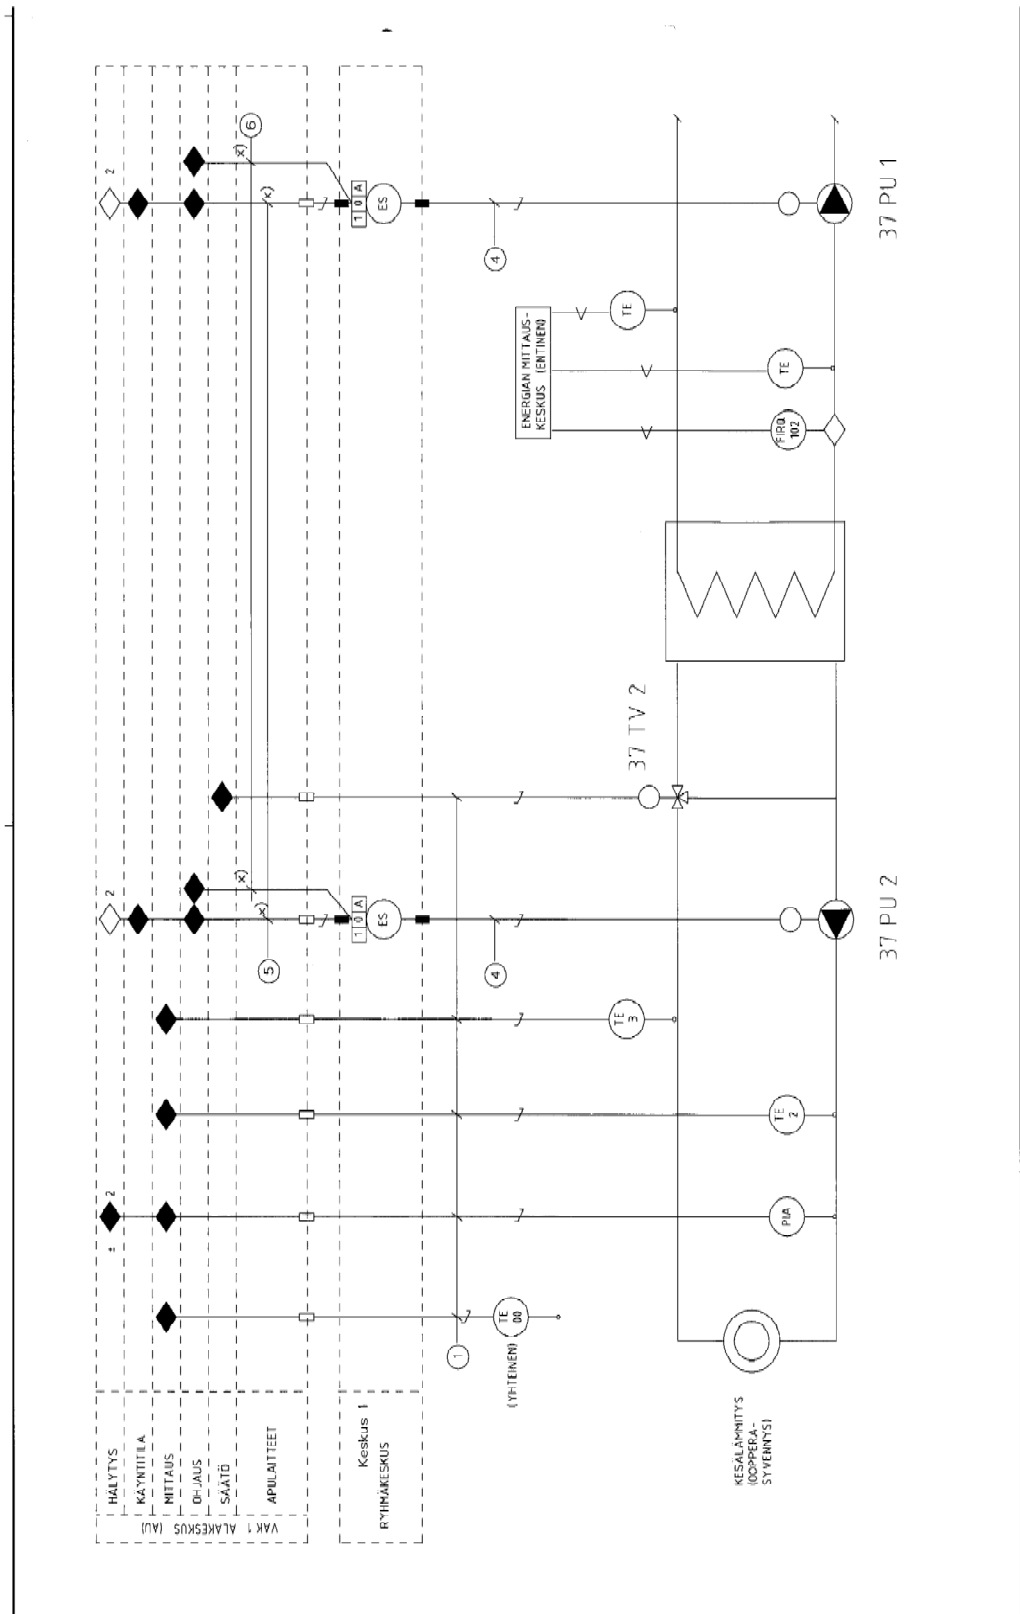 HÄLYTYS
KÄYNTITILA
MITTAUS
OHJAUS
SÄÄTÖ
APULAITTEET
VAK 1 ALAKESKUS (AU)
Keskus 1
RYHMÄKESKUS
1
TE
00
(YHTEINEN)
2
PIA
TE
2
TE
3
5
2
x)
x)
1 0 A
ES
4
37 PU 2
37 TV 2
KESÄLÄMMITYS
(OOPPERA-
SYVENNYS)
ENERGIAN MITTAUS-
KESKUS (ENTINEN)
FIRQ
102
TE
TE
6
2
x)
x)
1 0 A
ES
4
37 PU 1